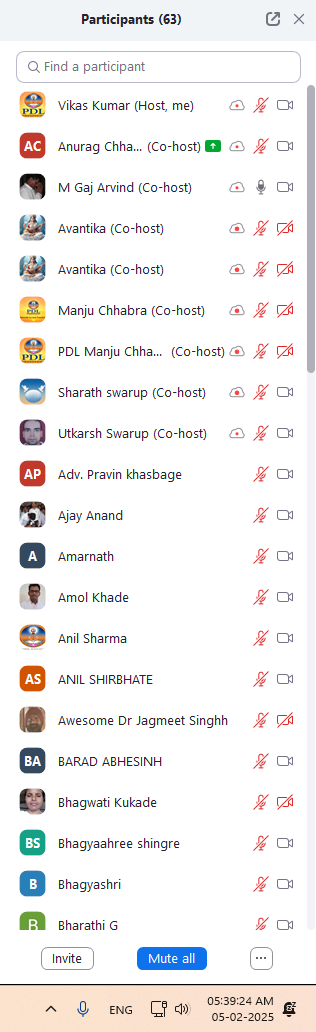 Participants (63)
Find a participant
PDL Vikas Kumar (Host, me)
AC Anurag Chha... (Co-host)
M Gaj Arvind (Co-host)
Avantika (Co-host)
Avantika (Co-host)
PDL Manju Chhabra (Co-host)
PDL PDL Manju Chha... (Co-host)
Sharath swarup (Co-host)
Utkarsh Swarup (Co-host)
AP Adv. Pravin khasbage
Ajay Anand
A Amarnath
Amol Khade
Anil Sharma
AS ANIL SHIRBHATE
Awesome Dr Jagmeet Singhh
BA BARAD ABHESINH
Bhagwati Kukade
BS Bhagyaahree shingre
B Bhagyashri
B Bharathi G
Invite Mute all ...
ENG 05:39:24 AM
05-02-2025